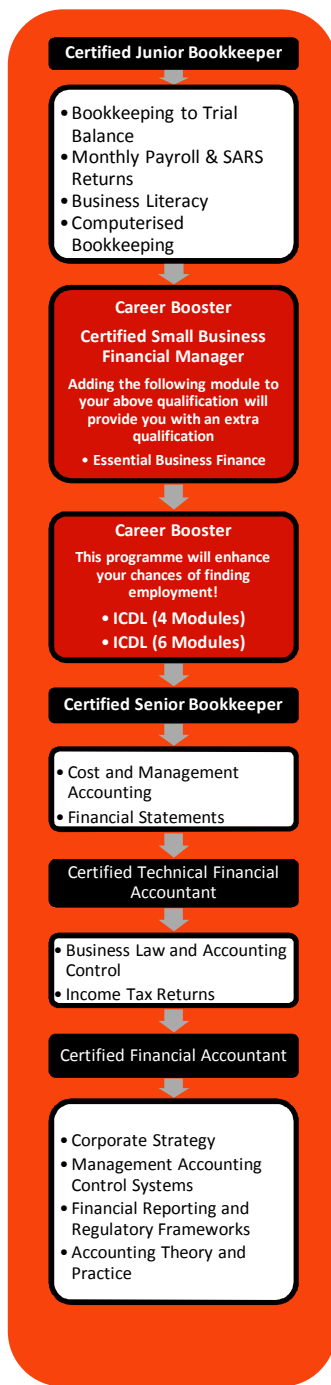 Certified Junior Bookkeeper
• Bookkeeping to Trial
Balance
• Monthly Payroll & SARS
Returns
• Business Literacy
• Computerised
Bookkeeping
Career Booster
Certified Small Business
Financial Manager
Adding the following module to
your above qualification will
provide you with an extra
qualification
• Essential Business Finance
Career Booster
This programme will enhance
your chances of finding
employment!
• ICDL (4 Modules)
• ICDL (6 Modules)
Certified Senior Bookkeeper
• Cost and Management
Accounting
• Financial Statements
Certified Technical Financial
Accountant
• Business Law and Accounting
Control
• Income Tax Returns
Certified Financial Accountant
• Corporate Strategy
• Management Accounting
Control Systems
• Financial Reporting and
Regulatory Frameworks
• Accounting Theory and
Practice